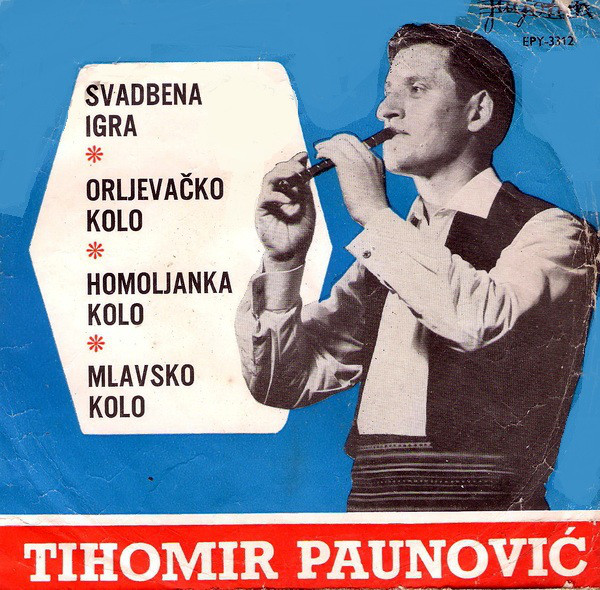 EPY-3312
SVADBENA
IGRA
*
ORLJEVAČKO
KOLO
*
HOMOLJANKA
KOLO
*
MLAVSKO
KOLO
TIHOMIR PAUNOVIĆ